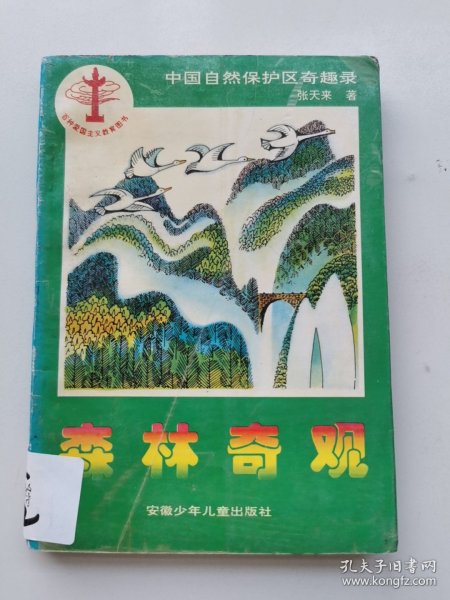 中国自然保护区奇趣录
张天来 著
百种爱国主义教育图书
森林奇观
安徽少年儿童出版社
孔夫子旧书网
www.kongfz.com